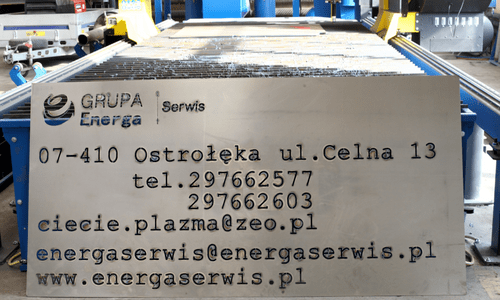 GRUPA
Energa
Serwis
07-410 Ostrołęka ul.Celna 13
tel.297662577
297662603
ciecie.plazma@zeo.pl
energaserwis@energaserwis.pl
www.energaserwis.pl